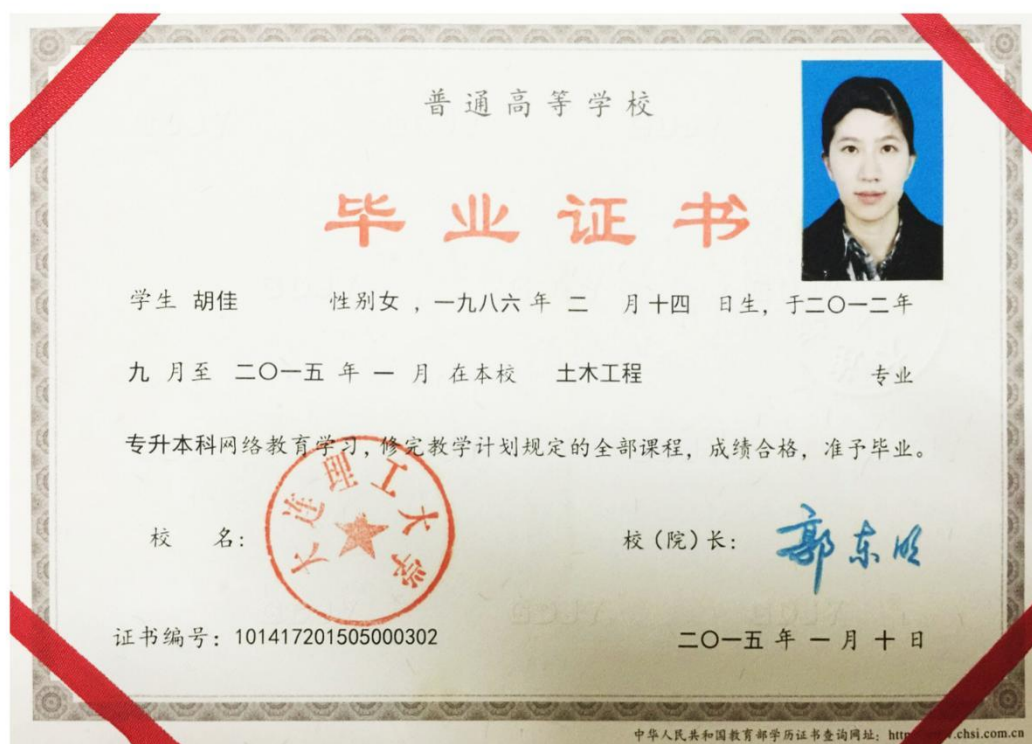 普通高等学校
毕业证书
学生 胡佳 性别女，一九八六年 二 月十四 日生，于二〇一二年
九 月至 二〇一五 年 一 月 在本校 土木工程 专业
专升本科网络教育学习，修完教学计划规定的全部课程，成绩合格，准予毕业。
大连理工大学
校 名： 校（院）长： 郭东明
证书编号：101417201505000302 二〇一五 年 一 月 十 日
中华人民共和国教育部学历证书查询网址：http .chsi.com.cn